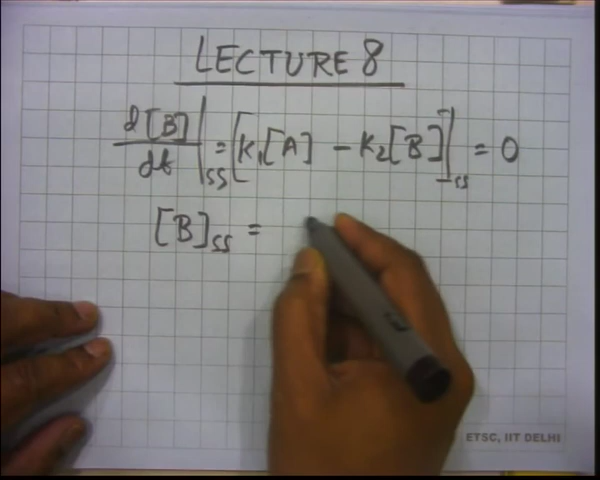 LECTURE 8
d[B]/dt|ss = [K₁[A] - K₂[B]]|ss = 0
[B]ss =
ETSC, IIT DELHI